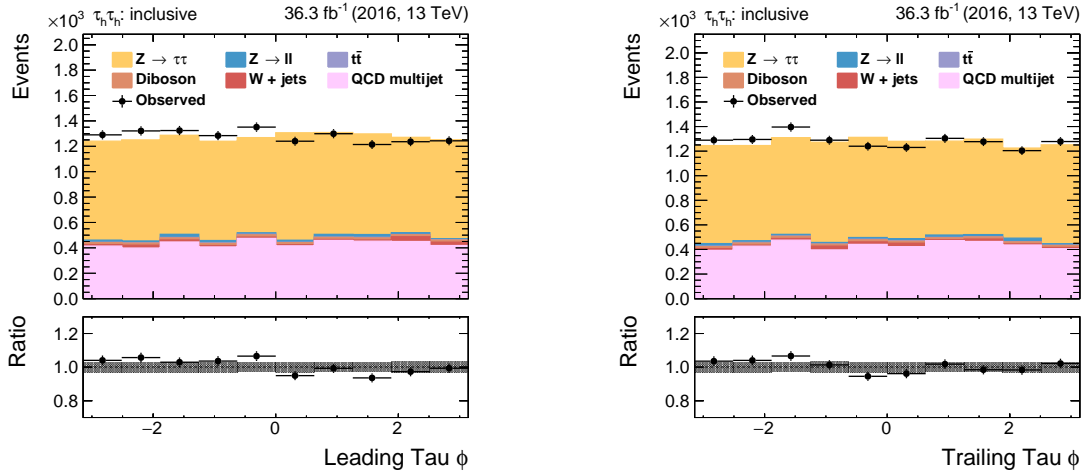 ×10³ τₕτₕ: inclusive 36.3 fb⁻¹ (2016, 13 TeV)
Events
2.0
1.8
1.6
1.4
1.2
1.0
0.8
0.6
0.4
0.2
0.0
Z → ττ Z → ll tt̄
Diboson W + jets QCD multijet
Observed
Ratio
1.2
1.0
0.8
−2 0 2
Leading Tau ϕ
×10³ τₕτₕ: inclusive 36.3 fb⁻¹ (2016, 13 TeV)
Events
2.0
1.8
1.6
1.4
1.2
1.0
0.8
0.6
0.4
0.2
0.0
Z → ττ Z → ll tt̄
Diboson W + jets QCD multijet
Observed
Ratio
1.2
1.0
0.8
−2 0 2
Trailing Tau ϕ